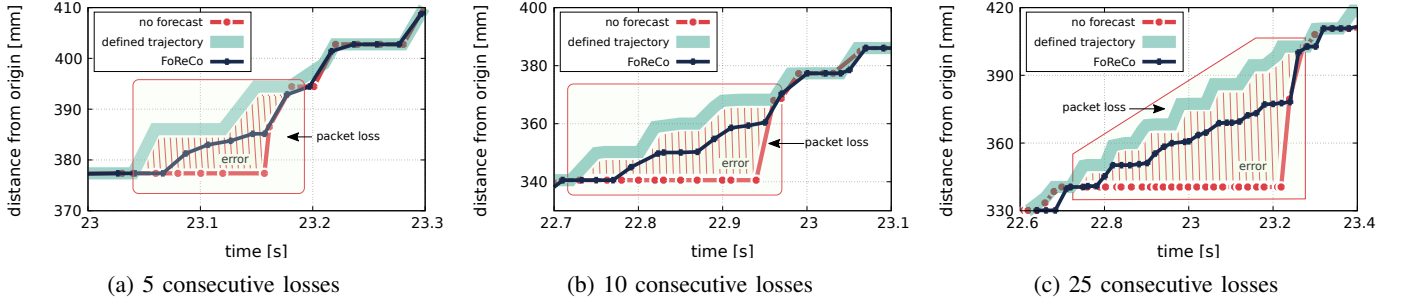 distance from origin [mm]
410
400
390
380
370
no forecast
defined trajectory
FoReCo
packet loss
error
23
23.1
23.2
23.3
time [s]
(a) 5 consecutive losses
distance from origin [mm]
400
380
360
340
no forecast
defined trajectory
FoReCo
packet loss
error
22.7
22.8
22.9
23
23.1
time [s]
(b) 10 consecutive losses
distance from origin [mm]
420
390
360
330
no forecast
defined trajectory
FoReCo
packet loss
error
22.6
22.8
23
23.2
23.4
time [s]
(c) 25 consecutive losses